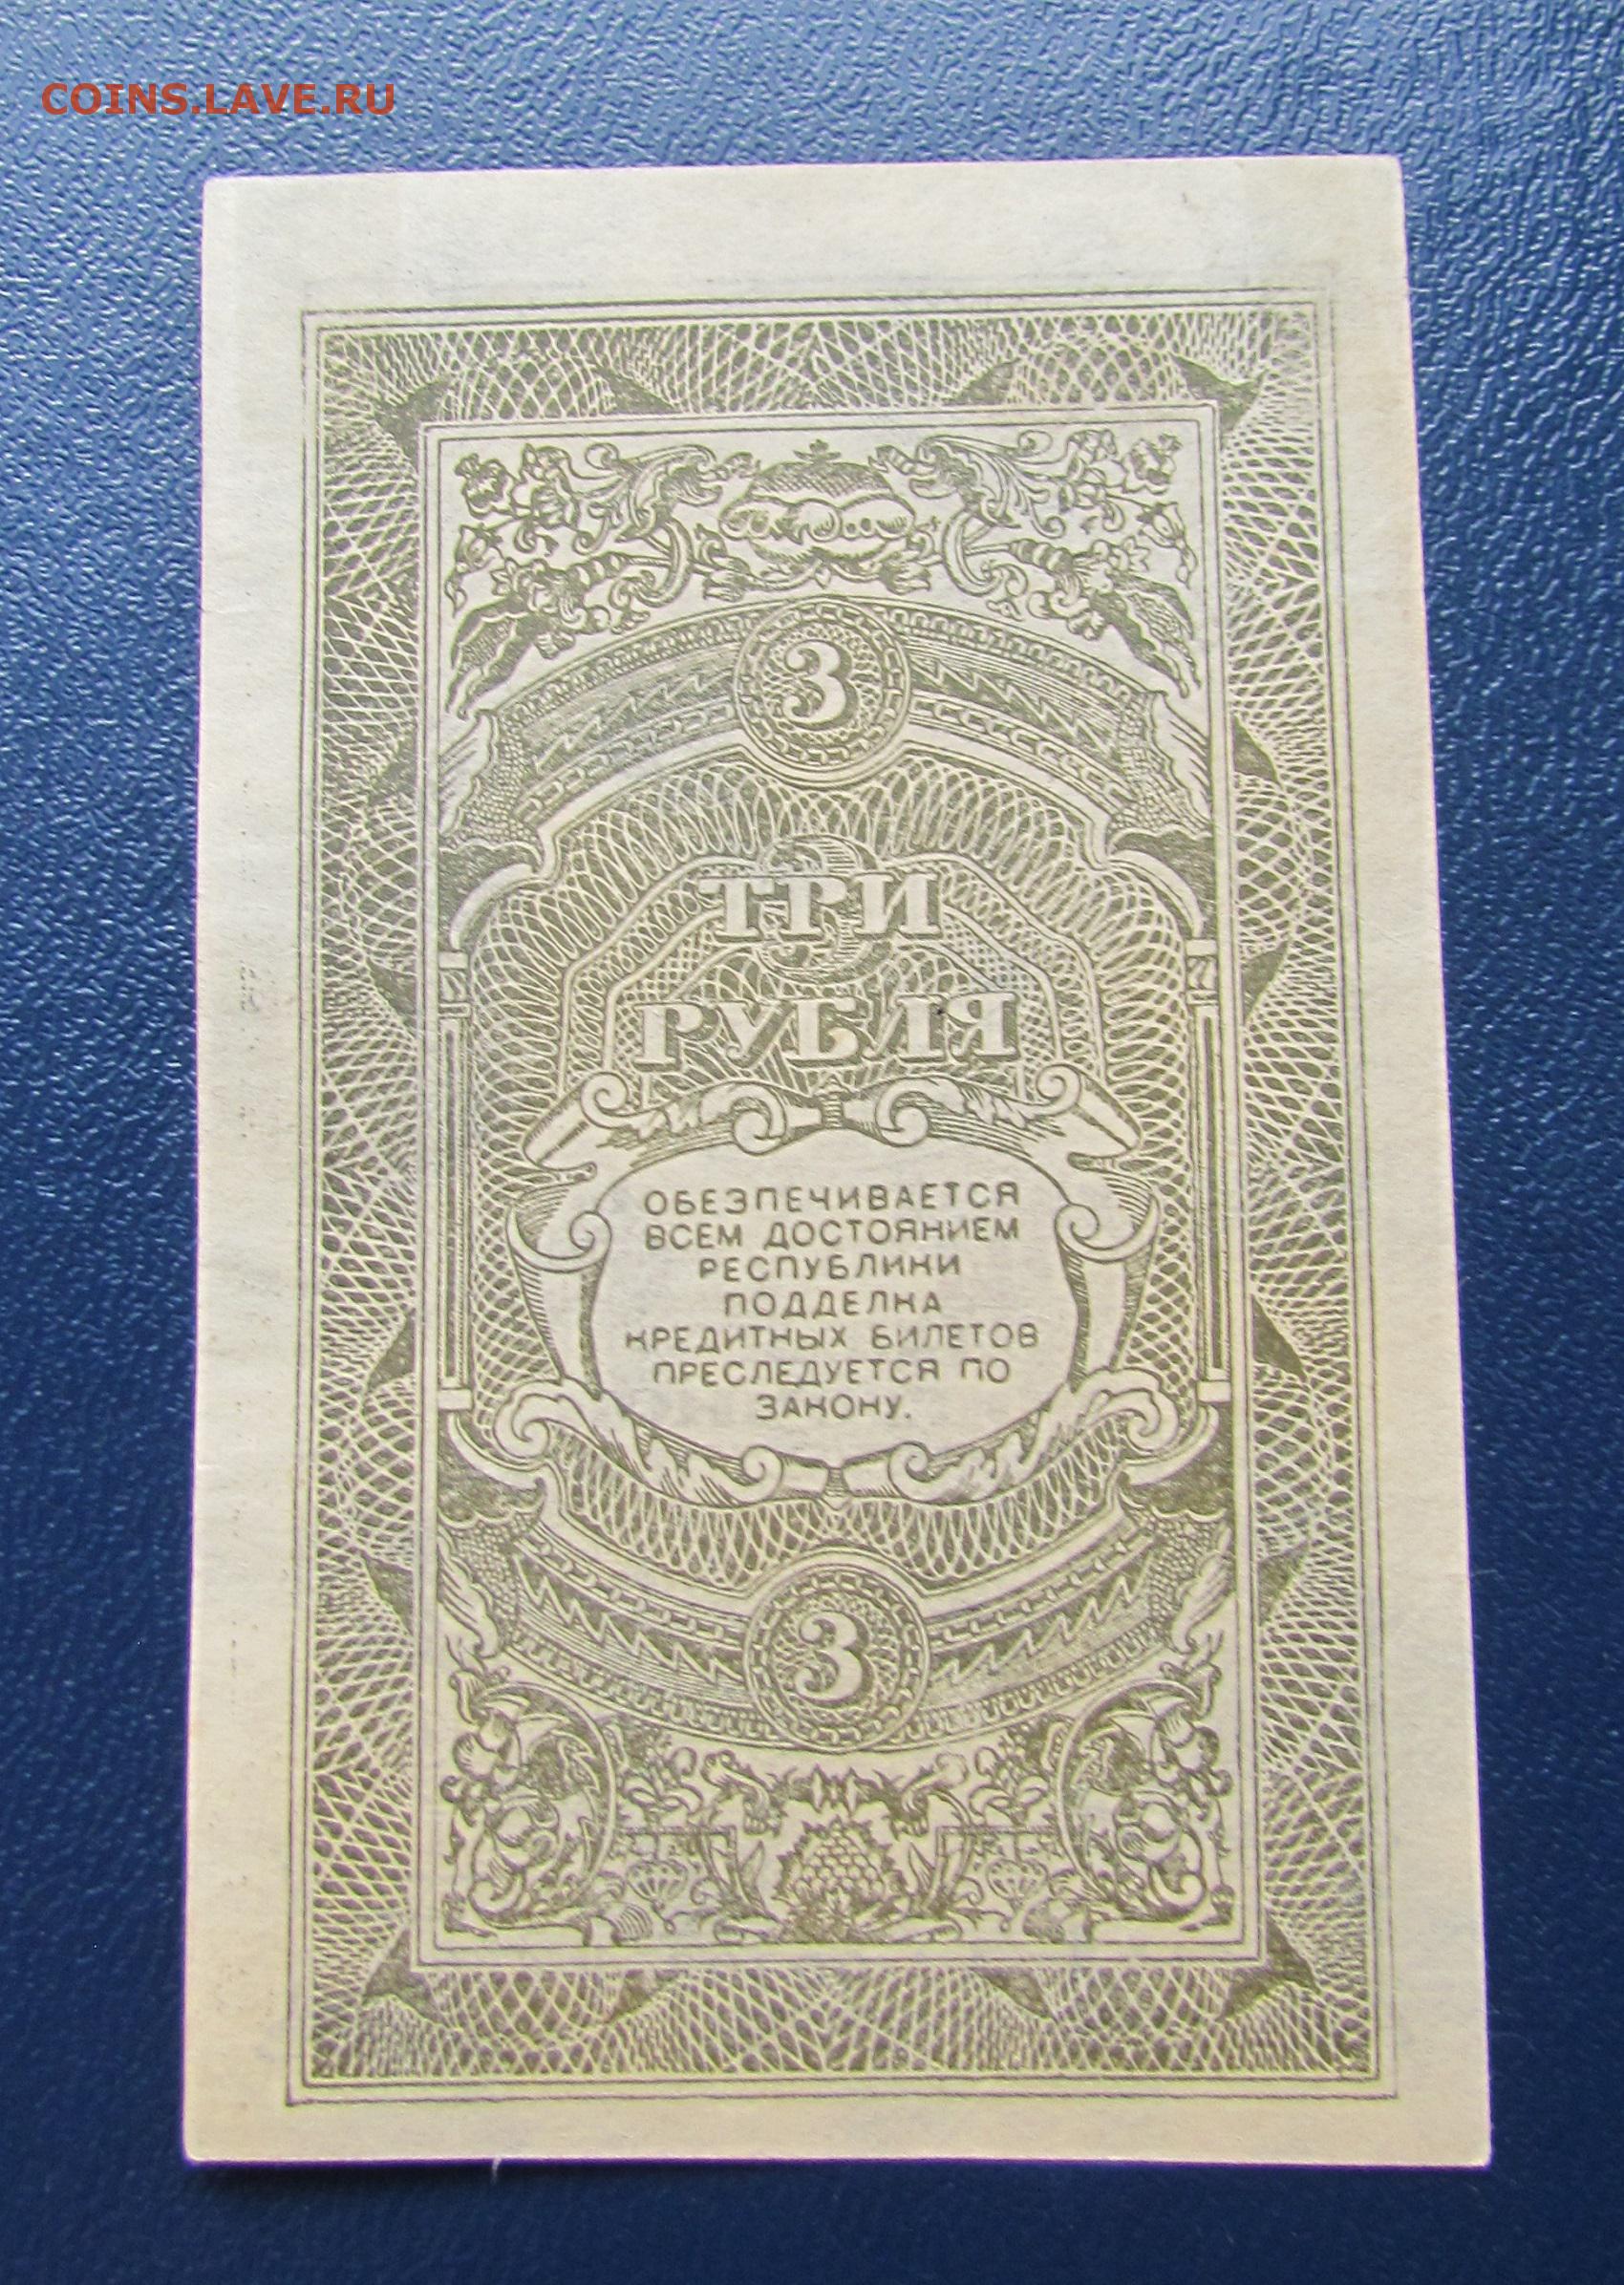 COINS.LAVE.RU
3
ТРИ
РУБЛЯ
ОБЕЗПЕЧИВАЕТСЯ
ВСЕМ ДОСТОЯНИЕМ
РЕСПУБЛИКИ
ПОДДЕЛКА
КРЕДИТНЫХ БИЛЕТОВ
ПРЕСЛЕДУЕТСЯ ПО
ЗАКОНУ.
3